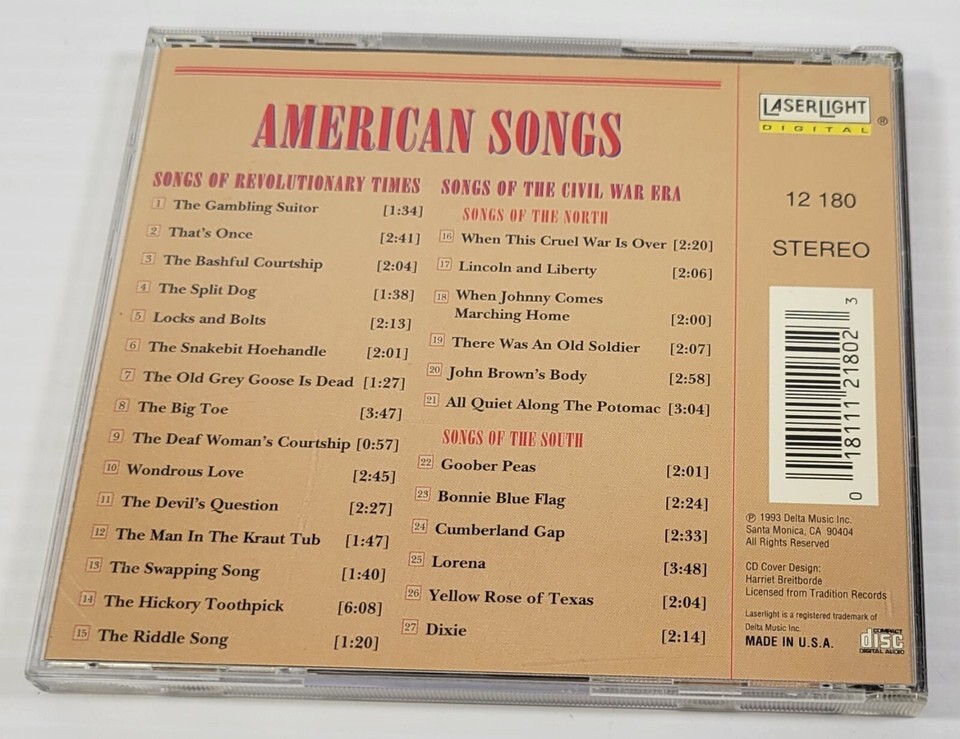 AMERICAN SONGS
SONGS OF REVOLUTIONARY TIMES
1 The Gambling Suitor [1:34]
2 That's Once [2:41]
3 The Bashful Courtship [2:04]
4 The Split Dog [1:38]
5 Locks and Bolts [2:13]
6 The Snakebit Hoehandle [2:01]
7 The Old Grey Goose Is Dead [1:27]
8 The Big Toe [3:47]
9 The Deaf Woman's Courtship [0:57]
10 Wondrous Love [2:45]
11 The Devil's Question [2:27]
12 The Man In The Kraut Tub [1:47]
13 The Swapping Song [1:40]
14 The Hickory Toothpick [6:08]
15 The Riddle Song [1:20]
SONGS OF THE CIVIL WAR ERA
SONGS OF THE NORTH
16 When This Cruel War Is Over [2:20]
17 Lincoln and Liberty [2:06]
18 When Johnny Comes
Marching Home [2:00]
19 There Was An Old Soldier [2:07]
20 John Brown's Body [2:58]
21 All Quiet Along The Potomac [3:04]
SONGS OF THE SOUTH
22 Goober Peas [2:01]
23 Bonnie Blue Flag [2:24]
24 Cumberland Gap [2:33]
25 Lorena [3:48]
26 Yellow Rose of Texas [2:04]
27 Dixie [2:14]
LASERLIGHT ®
DIGITAL
12 180
STEREO
0 18111 21802 3
℗ 1993 Delta Music Inc.
Santa Monica, CA 90404
All Rights Reserved
CD Cover Design:
Harriet Breitborde
Licensed from Tradition Records
Laserlight is a registered trademark of
Delta Music Inc.
MADE IN U.S.A.
COMPACT
disc
DIGITAL AUDIO